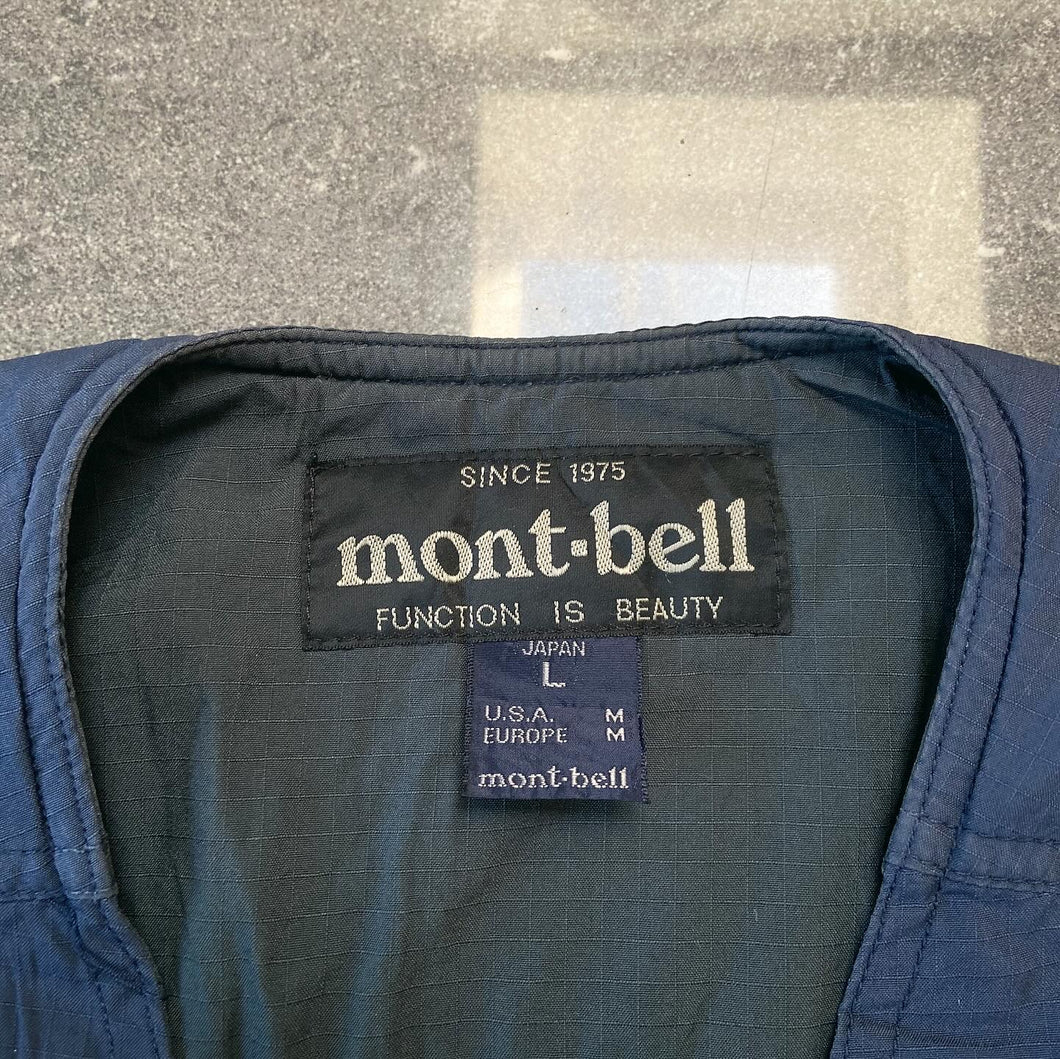 SINCE 1975
mont-bell
FUNCTION IS BEAUTY
JAPAN
L
U.S.A. M
EUROPE M
mont-bell